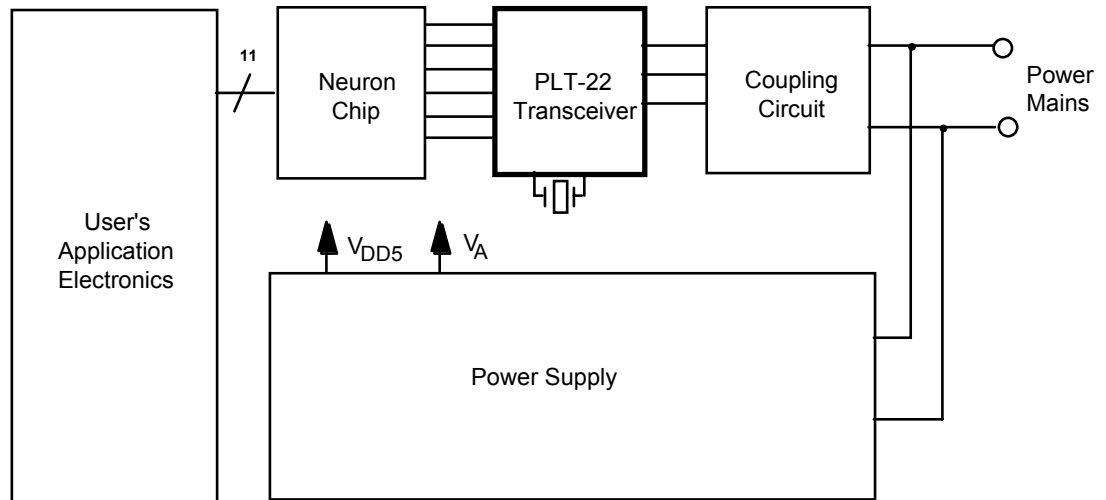 11
Neuron
Chip
PLT-22
Transceiver
Coupling
Circuit
Power
Mains
User's
Application
Electronics
VDD5
VA
Power Supply